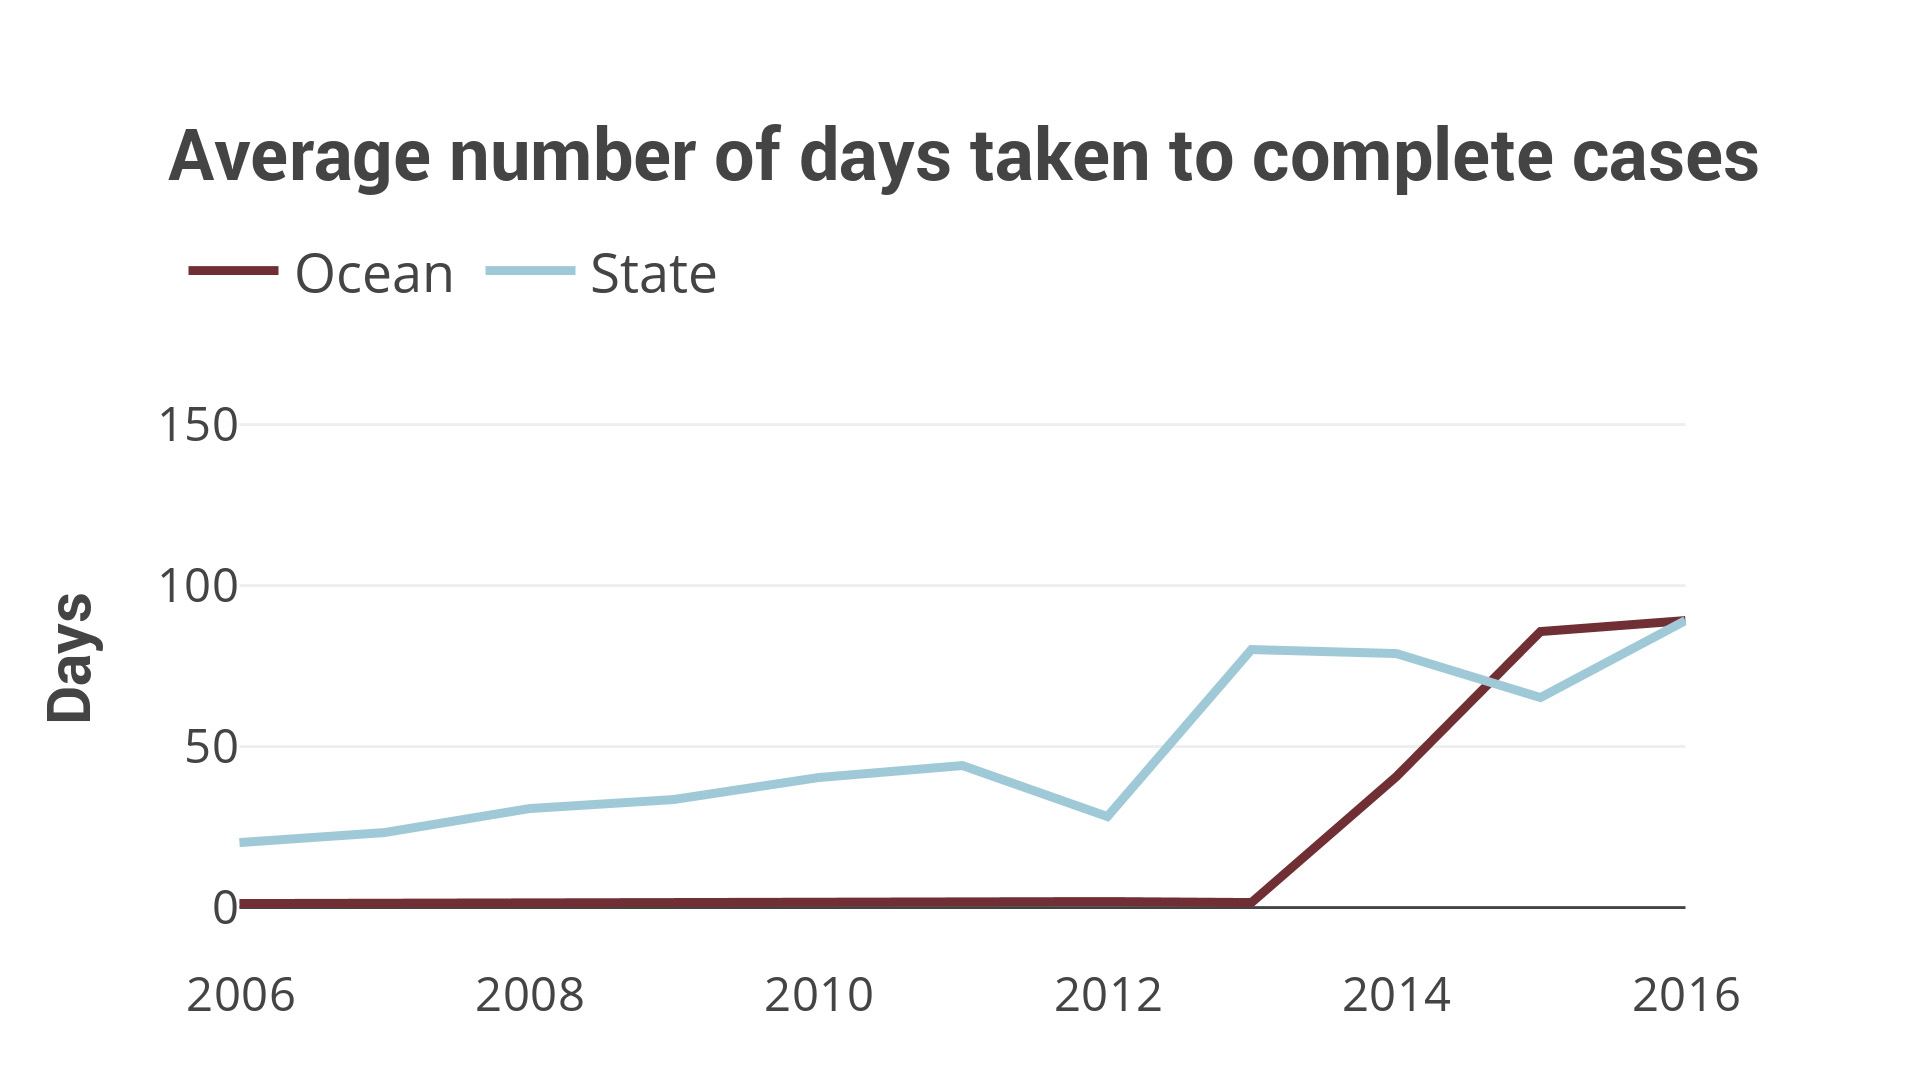 Average number of days taken to complete cases
Ocean State
150
100
50
0
Days
2006 2008 2010 2012 2014 2016